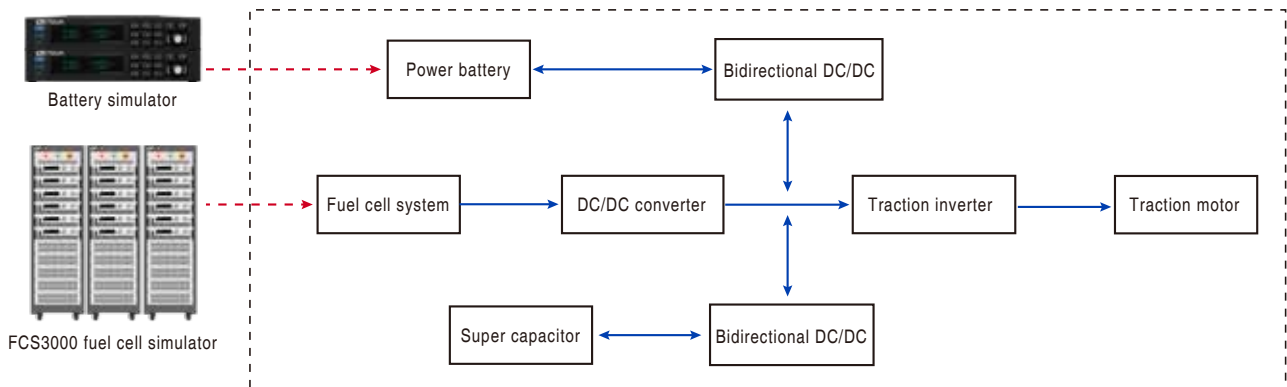 Battery simulator
FCS3000 fuel cell simulator
Power battery
Bidirectional DC/DC
Fuel cell system
DC/DC converter
Traction inverter
Traction motor
Super capacitor
Bidirectional DC/DC